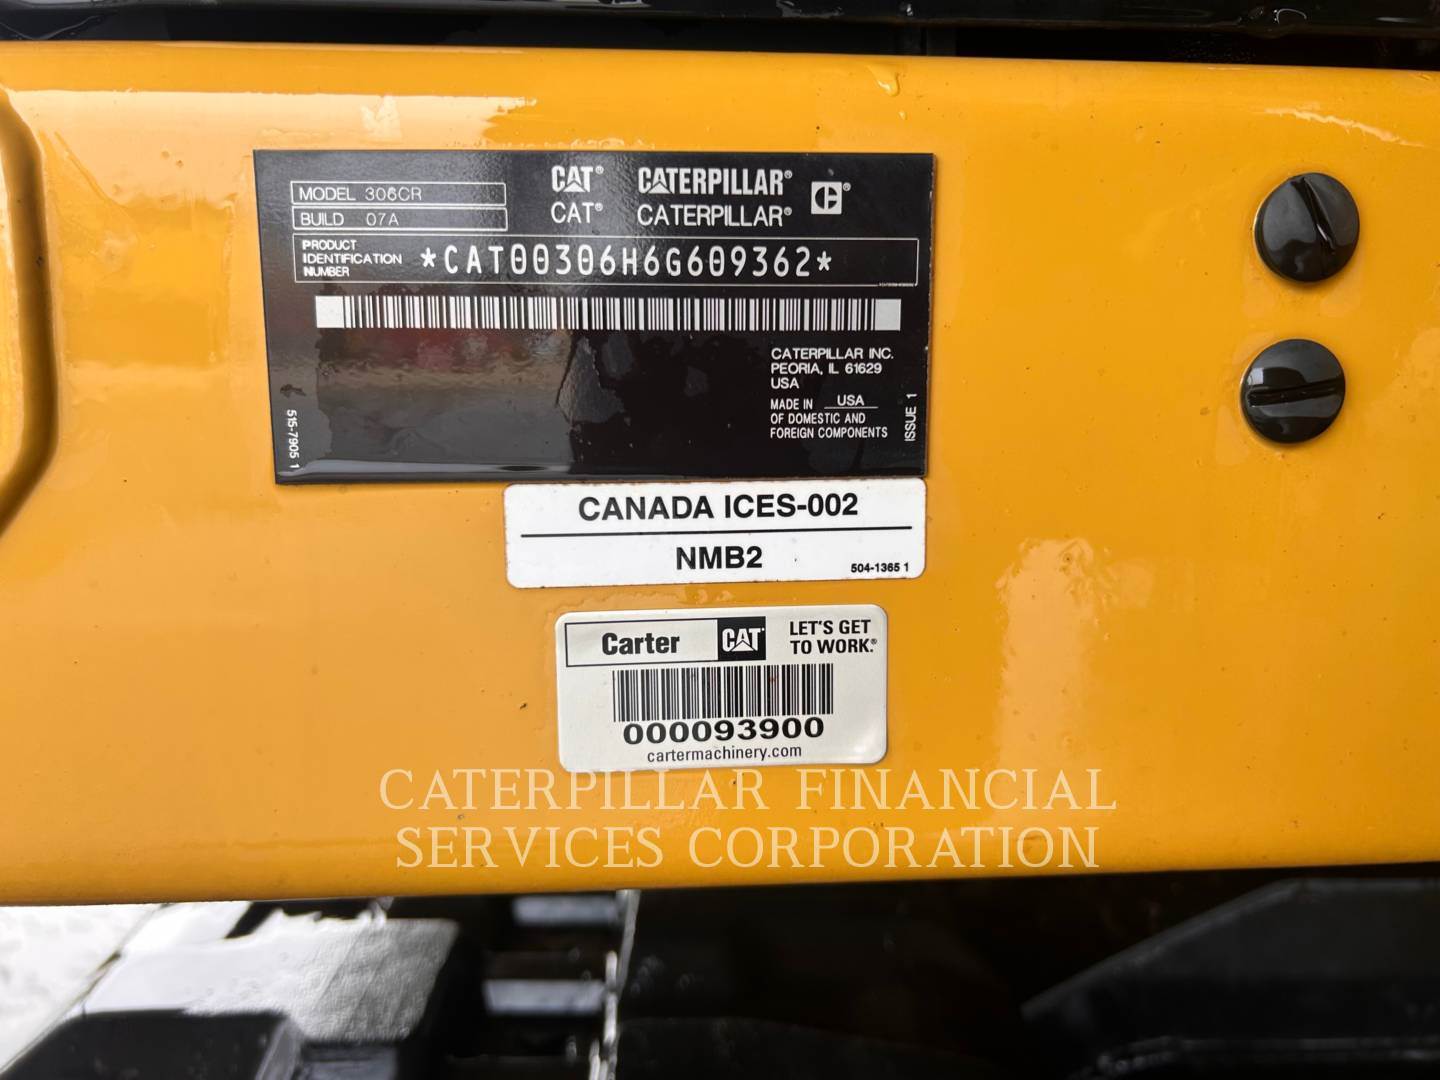 MODEL 306CR
BUILD 07A
CAT® CATERPILLAR®
CAT® CATERPILLAR®
PRODUCT
IDENTIFICATION
NUMBER
*CAT00306H6G609362*
CATERPILLAR INC.
PEORIA, IL 61629
USA
MADE IN USA
OF DOMESTIC AND
FOREIGN COMPONENTS
ISSUE 1
515-7905 1
CANADA ICES-002
NMB2
504-1365 1
Carter CAT® LET'S GET
TO WORK.®
000093900
cartermachinery.com
CATERPILLAR FINANCIAL
SERVICES CORPORATION